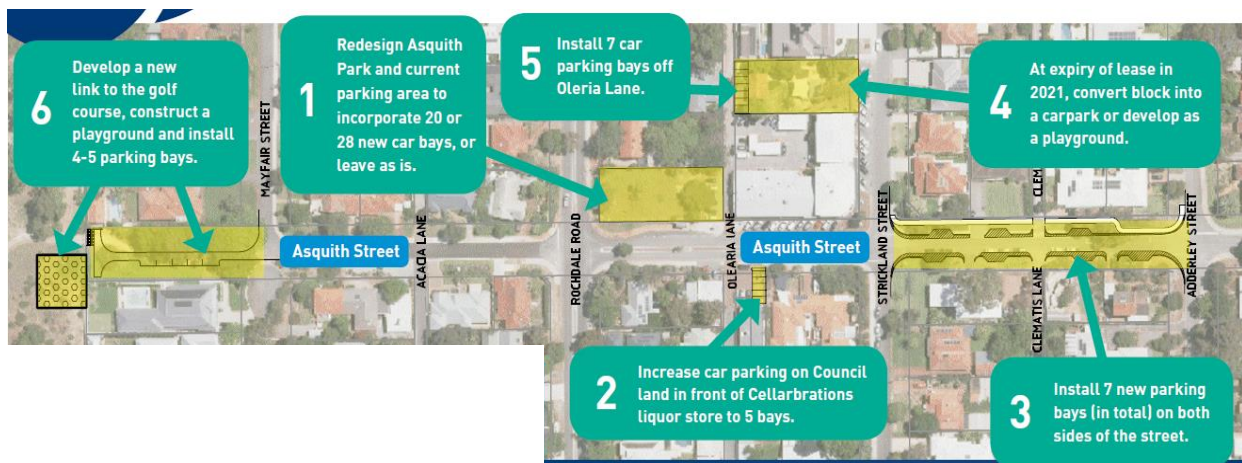 6
Develop a new
link to the golf
course, construct a
playground and install
4-5 parking bays.
1
Redesign Asquith
Park and current
parking area to
incorporate 20 or
28 new car bays, or
leave as is.
5
Install 7 car
parking bays off
Oleria Lane.
4
At expiry of lease in
2021, convert block into
a carpark or develop as
a playground.
MAYFAIR STREET
Asquith Street
ACACIA LANE
ROCHDALE ROAD
OLEARIA LANE
Asquith Street
STRICKLAND STREET
CLEM
CLEMATIS LANE
ADDERLEY STREET
2
Increase car parking on Council
land in front of Cellarbrations
liquor store to 5 bays.
3
Install 7 new parking
bays (in total) on both
sides of the street.